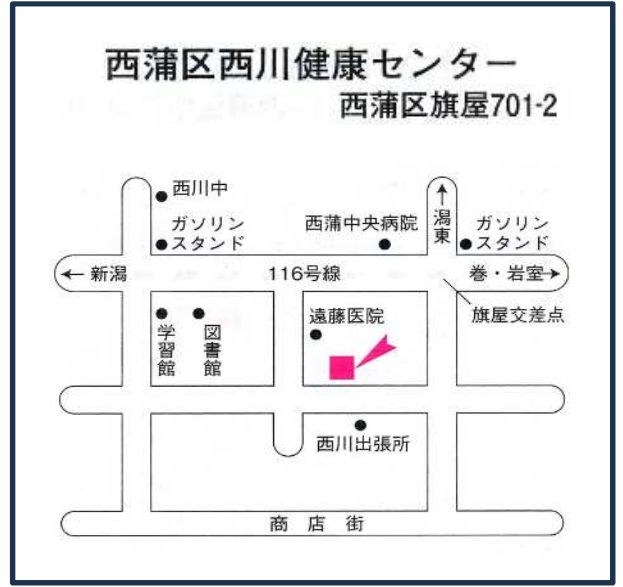 西蒲区西川健康センター
西蒲区旗屋701-2
西川中
ガソリン
スタンド
西蒲中央病院
潟東
ガソリン
スタンド
←新潟
116号線
巻・岩室→
学習館
図書館
遠藤医院
旗屋交差点
西川出張所
商店街